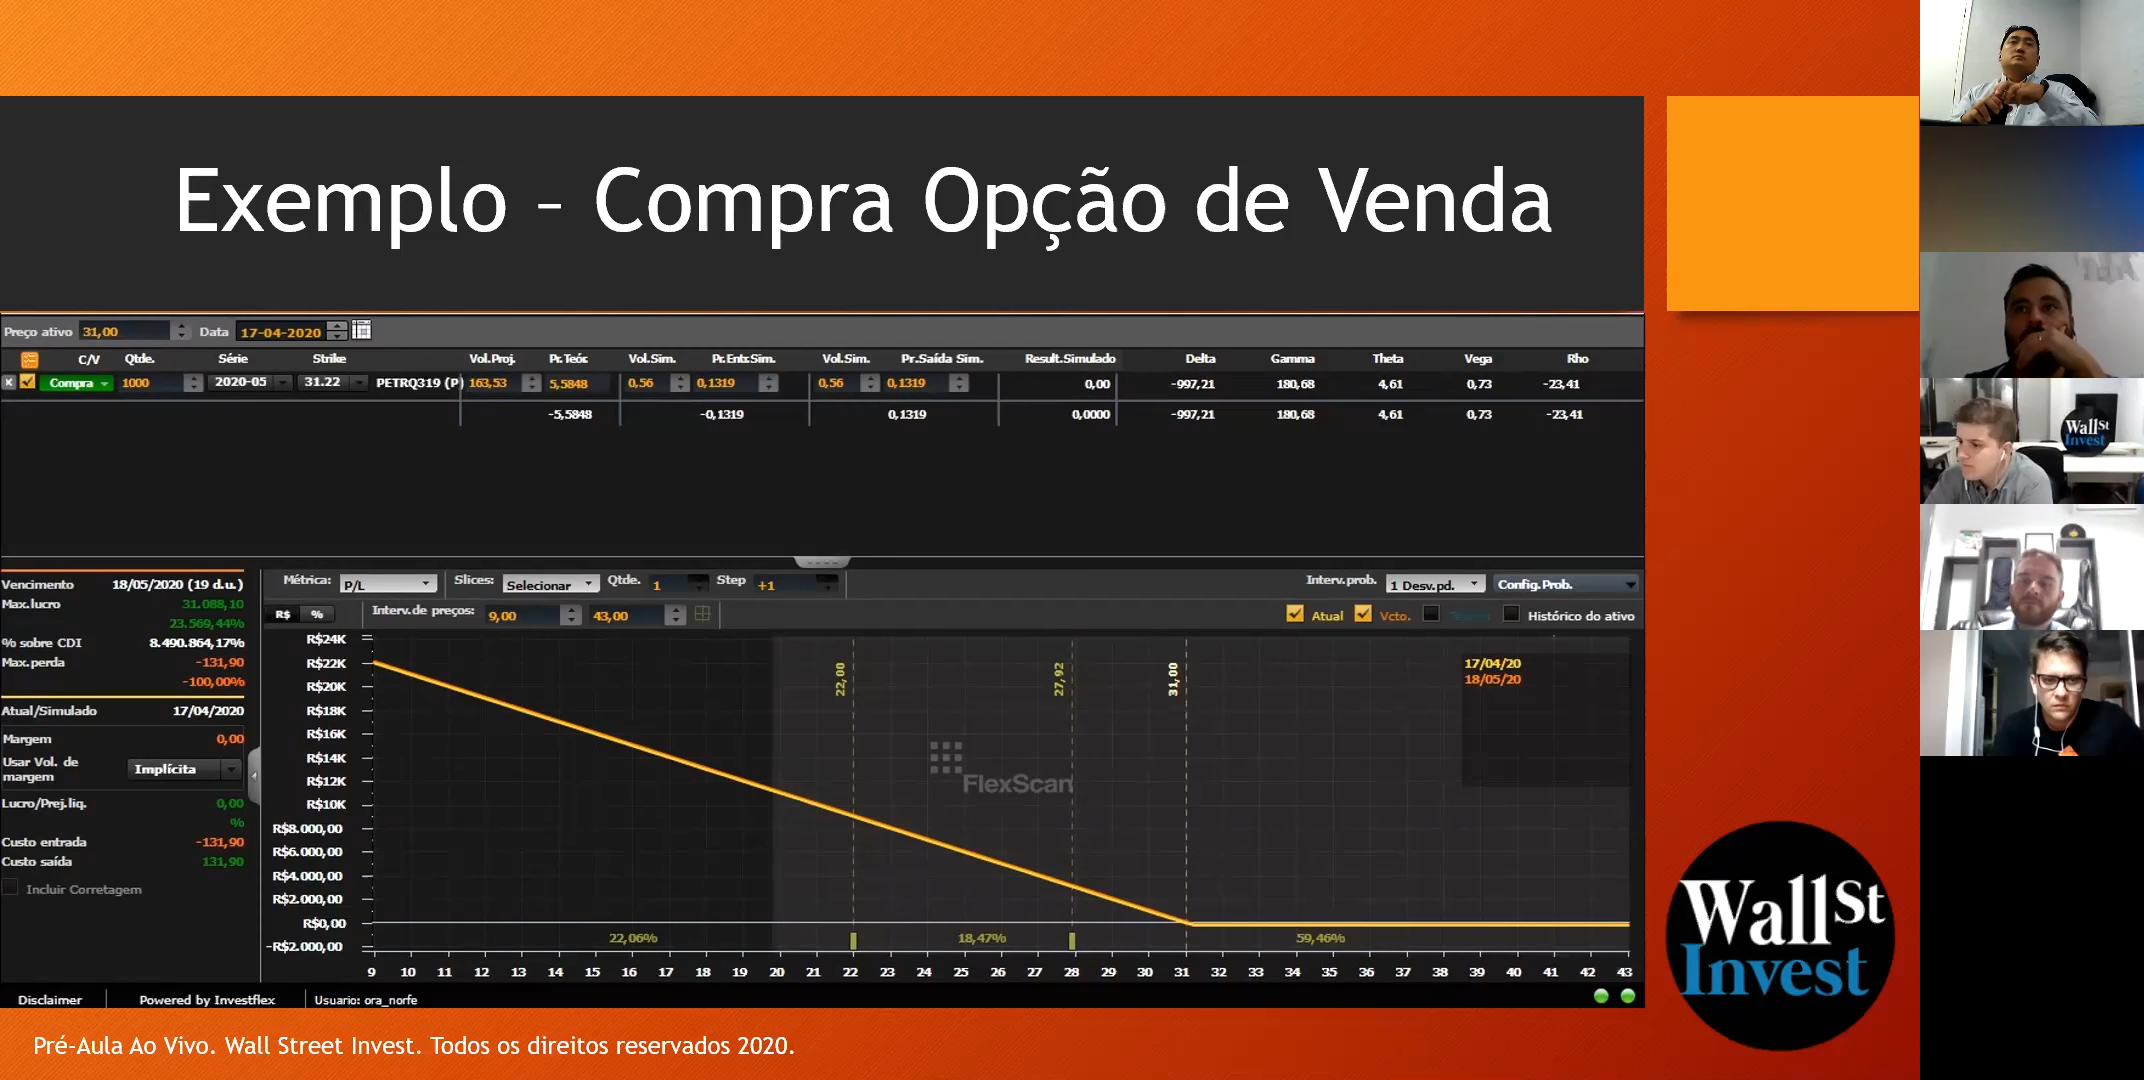 Exemplo – Compra Opção de Venda
Preço ativo 31,00 Data 17-04-2020
C/V Qtde. Série Strike Vol.Proj. Pr.Teór. Vol.Sim. Pr.Entr.Sim. Vol.Sim. Pr.Saída Sim. Result.Simulado Delta Gamma Theta Vega Rho
Compra 1000 2020-05 31.22 PETRQ319 (P) 163,53 5,5848 0,56 0,1319 0,56 0,1319 0,00 -997,21 180,68 4,61 0,73 -23,41
-5,5848 -0,1319 0,1319 0,0000 -997,21 180,68 4,61 0,73 -23,41
Vencimento 18/05/2020 (19 d.u.)
Max.lucro 31.088,10
23.569,44%
% sobre CDI 8.490.864,17%
Max.perda -131,90
-100,00%
Atual/Simulado 17/04/2020
Margem 0,00
Usar Vol. de
margem Implícita
Lucro/Prej.liq. 0,00
%
Custo entrada -131,90
Custo saída 131,90
Incluir Corretagem
Métrica: P/L Slices: Selecionar Qtde. 1 Step +1 Interv.prob. 1 Desv.pd. Config.Prob.
R$ % Interv.de preços: 9,00 43,00 Atual Vcto. Histórico do ativo
R$24K
R$22K
R$20K
R$18K
R$16K
R$14K
R$12K
R$10K
R$8.000,00
R$6.000,00
R$4.000,00
R$2.000,00
R$0,00
-R$2.000,00
22,00
27,92
31,00
17/04/20
18/05/20
FlexScan
22,06% 18,47% 59,46%
9 10 11 12 13 14 15 16 17 18 19 20 21 22 23 24 25 26 27 28 29 30 31 32 33 34 35 36 37 38 39 40 41 42 43
Disclaimer Powered by Investflex Usuario: ora_norfe
Pré-Aula Ao Vivo. Wall Street Invest. Todos os direitos reservados 2020.
WallSt
Invest
WallSt
Invest